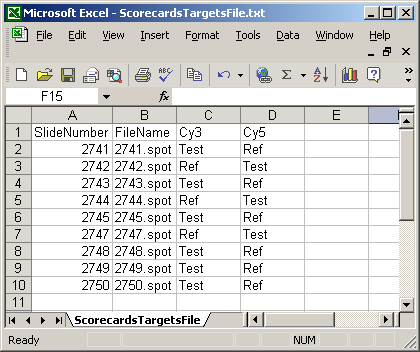 Microsoft Excel - ScorecardsTargetsFile.txt
File Edit View Insert Format Tools
Data Window Help
F15 fx
A B C D E
1 SlideNumber FileName Cy3 Cy5
2 2741 2741.spot Test Ref
3 2742 2742.spot Ref Test
4 2743 2743.spot Test Ref
5 2744 2744.spot Ref Test
6 2745 2745.spot Test Ref
7 2747 2747.spot Ref Test
8 2748 2748.spot Test Ref
9 2749 2749.spot Test Ref
10 2750 2750.spot Test Ref
11
ScorecardsTargetsFile
Ready NUM